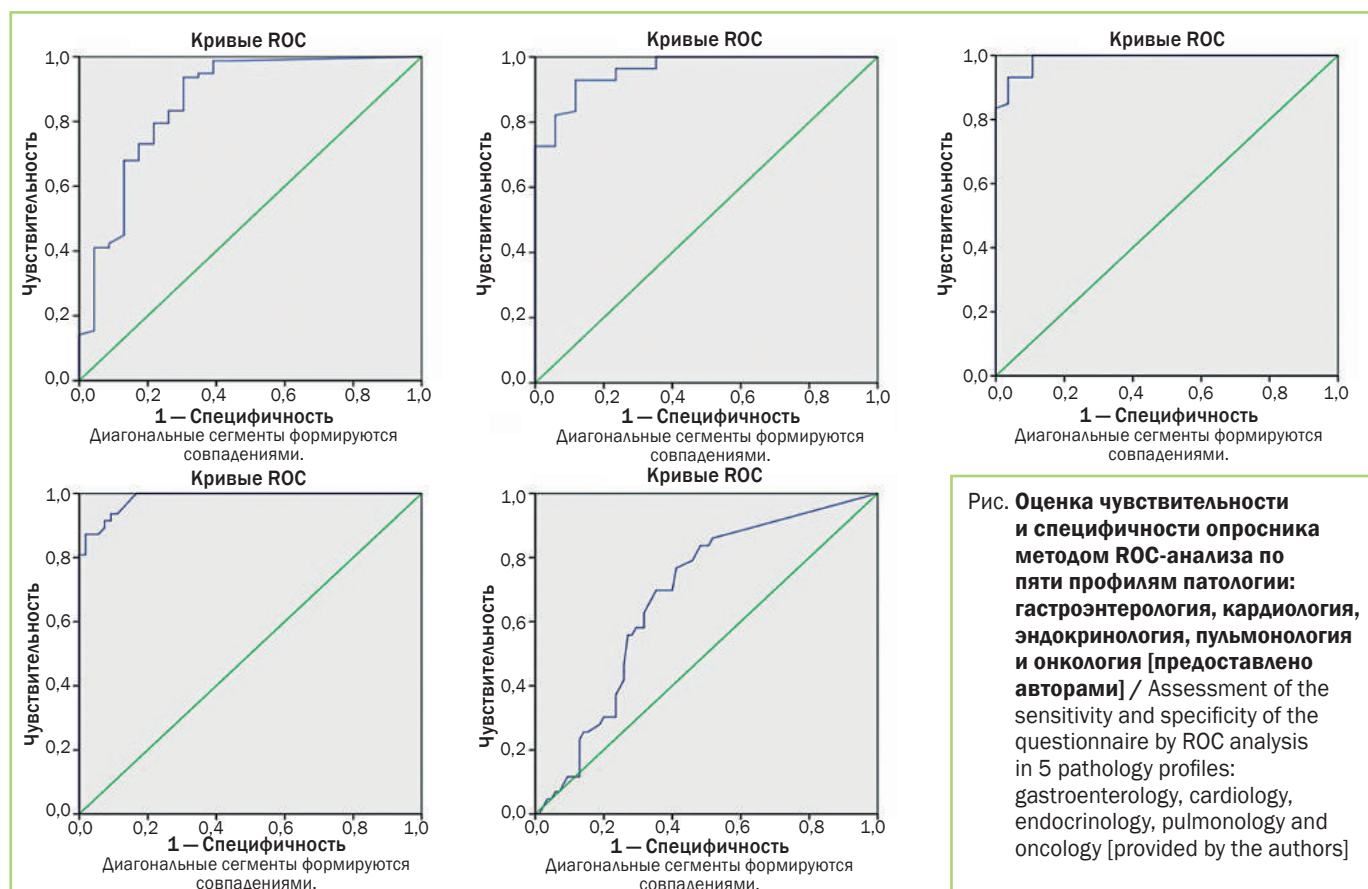 Кривые ROC
Чувствительность
1,0
0,8
0,6
0,4
0,2
0,0
0,0 0,2 0,4 0,6 0,8 1,0
1 — Специфичность
Диагональные сегменты формируются
совпадениями.
Кривые ROC
Чувствительность
1,0
0,8
0,6
0,4
0,2
0,0
0,0 0,2 0,4 0,6 0,8 1,0
1 — Специфичность
Диагональные сегменты формируются
совпадениями.
Кривые ROC
Чувствительность
1,0
0,8
0,6
0,4
0,2
0,0
0,0 0,2 0,4 0,6 0,8 1,0
1 — Специфичность
Диагональные сегменты формируются
совпадениями.
Кривые ROC
Чувствительность
1,0
0,8
0,6
0,4
0,2
0,0
0,0 0,2 0,4 0,6 0,8 1,0
1 — Специфичность
Диагональные сегменты формируются
совпадениями.
Кривые ROC
Чувствительность
1,0
0,8
0,6
0,4
0,2
0,0
0,0 0,2 0,4 0,6 0,8 1,0
1 — Специфичность
Диагональные сегменты формируются
совпадениями.
Рис. Оценка чувствительности
и специфичности опросника
методом ROC-анализа по
пяти профилям патологии:
гастроэнтерология, кардиология,
эндокринология, пульмонология
и онкология [предоставлено
авторами] / Assessment of the
sensitivity and specificity of the
questionnaire by ROC analysis
in 5 pathology profiles:
gastroenterology, cardiology,
endocrinology, pulmonology and
oncology [provided by the authors]